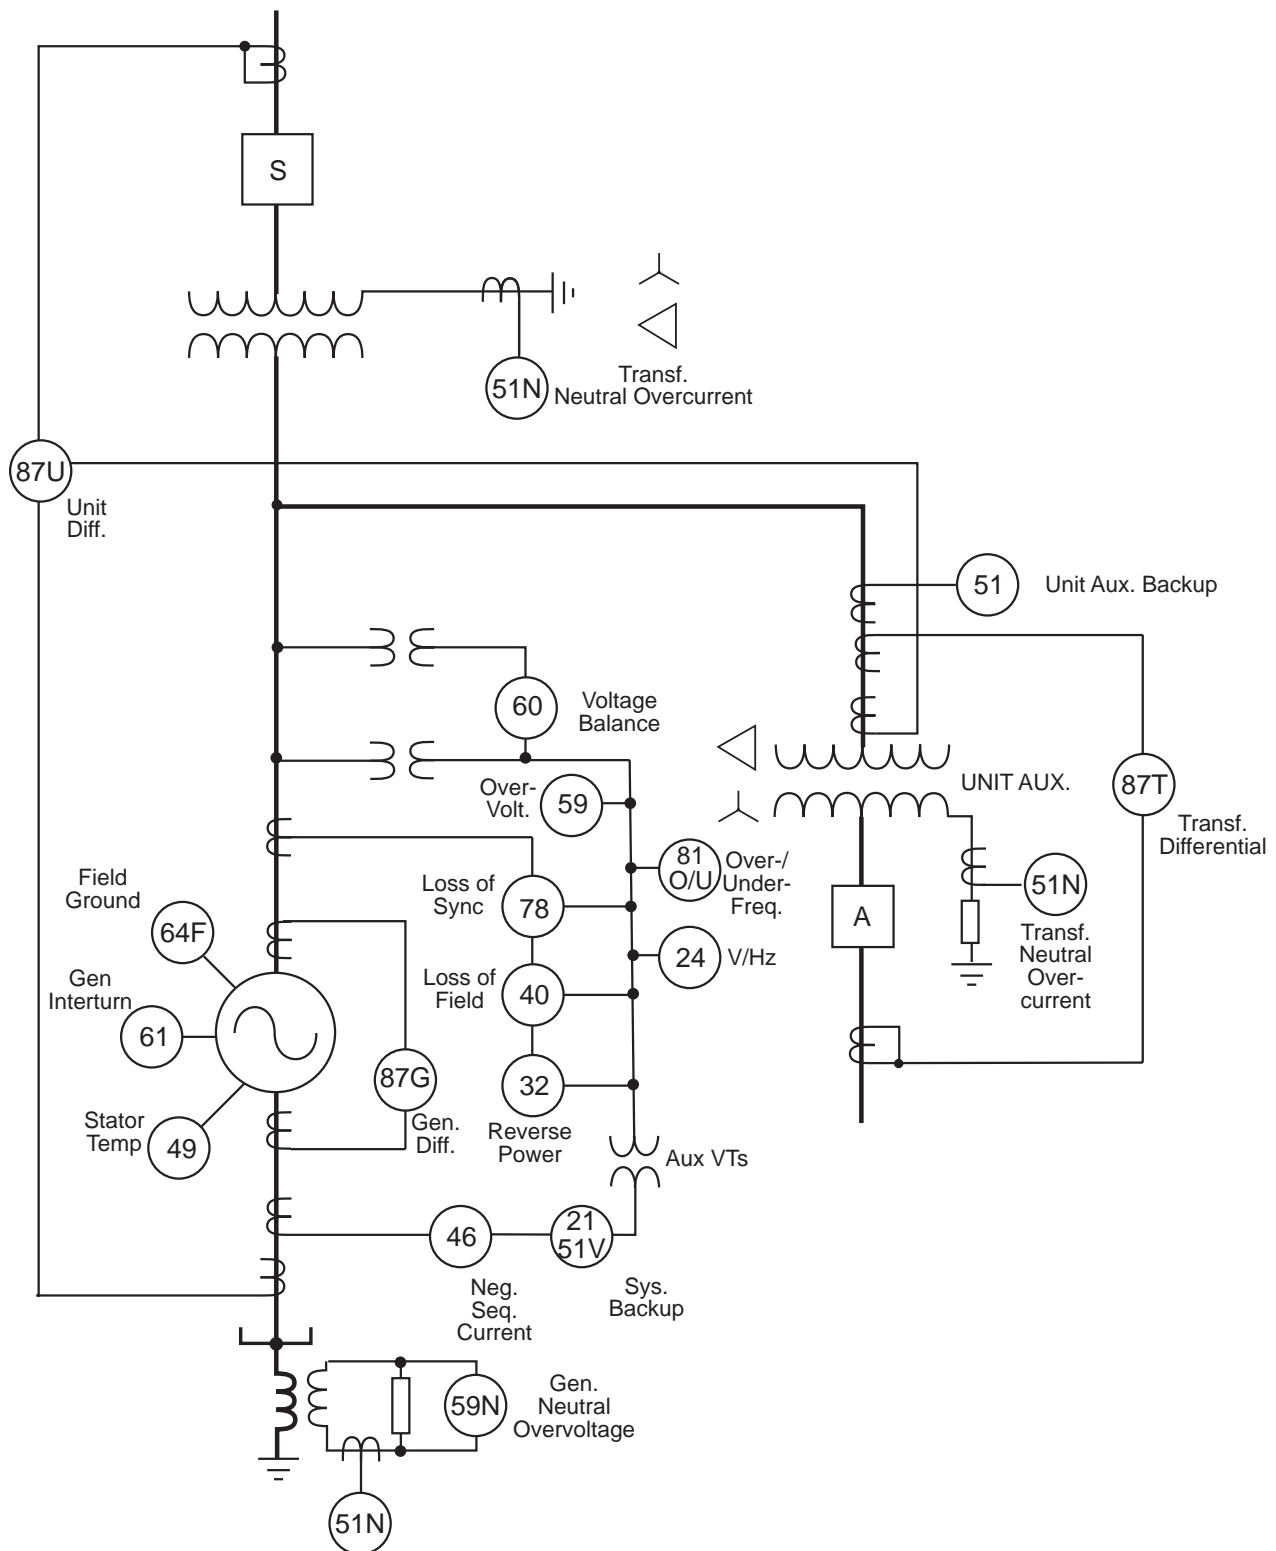 S
51N
Transf.
Neutral Overcurrent
87U
Unit
Diff.
51
Unit Aux. Backup
60
Voltage
Balance
Over-
Volt.
59
UNIT AUX.
87T
Transf.
Differential
81
O/U
Over-/
Under-
Freq.
Loss of
Sync
78
Field
Ground
64F
A
51N
Transf.
Neutral
Over-
current
24
V/Hz
Gen
Interturn
61
Loss of
Field
40
87G
Gen.
Diff.
32
Reverse
Power
Stator
Temp
49
Aux VTs
46
Neg.
Seq.
Current
21
51V
Sys.
Backup
59N
Gen.
Neutral
Overvoltage
51N